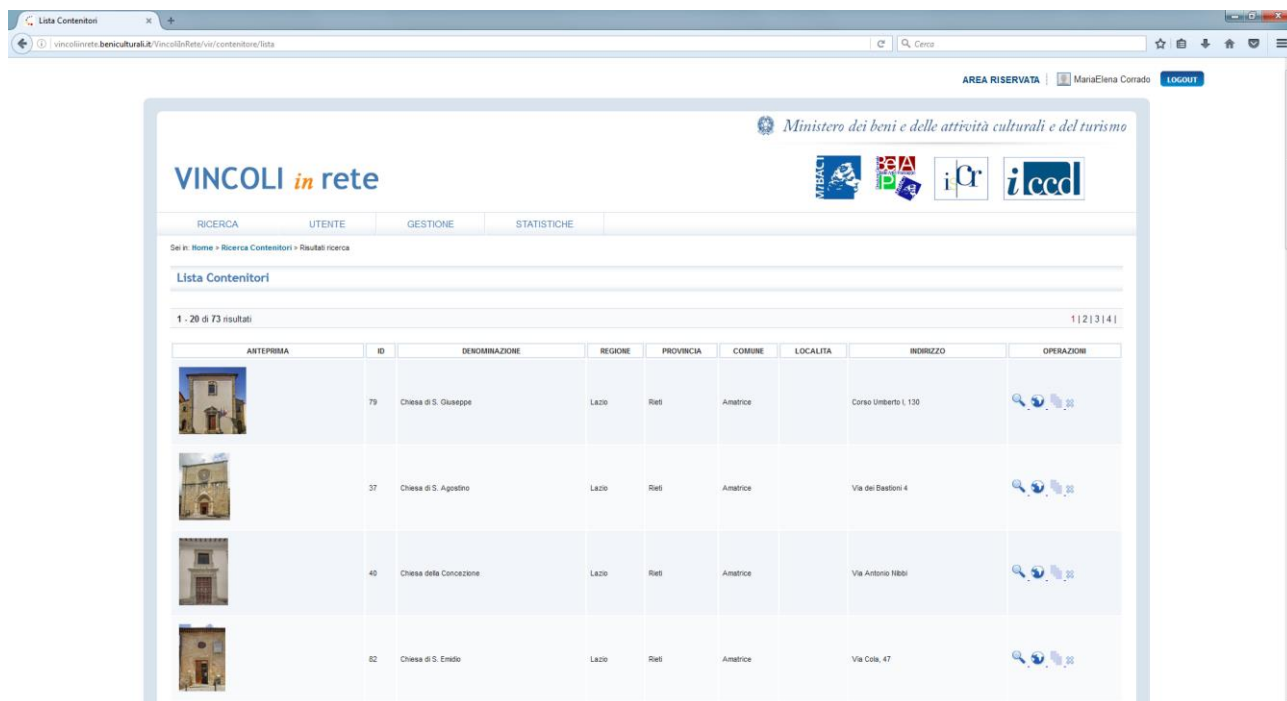 Lista Contenitori
vincoliinrete.beniculturali.it/VincoliInRete/vir/contenitore/lista
Cerca
AREA RISERVATA MariaElena Corrado LOGOUT
Ministero dei beni e delle attività culturali e del turismo
VINCOLI in rete
MiBACT BeAP isCr iccd
RICERCA UTENTE GESTIONE STATISTICHE
Sei in: Home » Ricerca Contenitori » Risultati ricerca
Lista Contenitori
1 - 20 di 73 risultati 1 | 2 | 3 | 4 |
ANTEPRIMA ID DENOMINAZIONE REGIONE PROVINCIA COMUNE LOCALITA INDIRIZZO OPERAZIONI
79 Chiesa di S. Giuseppe Lazio Rieti Amatrice Corso Umberto I, 130
37 Chiesa di S. Agostino Lazio Rieti Amatrice Via dei Bastioni 4
40 Chiesa della Concezione Lazio Rieti Amatrice Via Antonio Nibbi
82 Chiesa di S. Emidio Lazio Rieti Amatrice Via Cola, 47